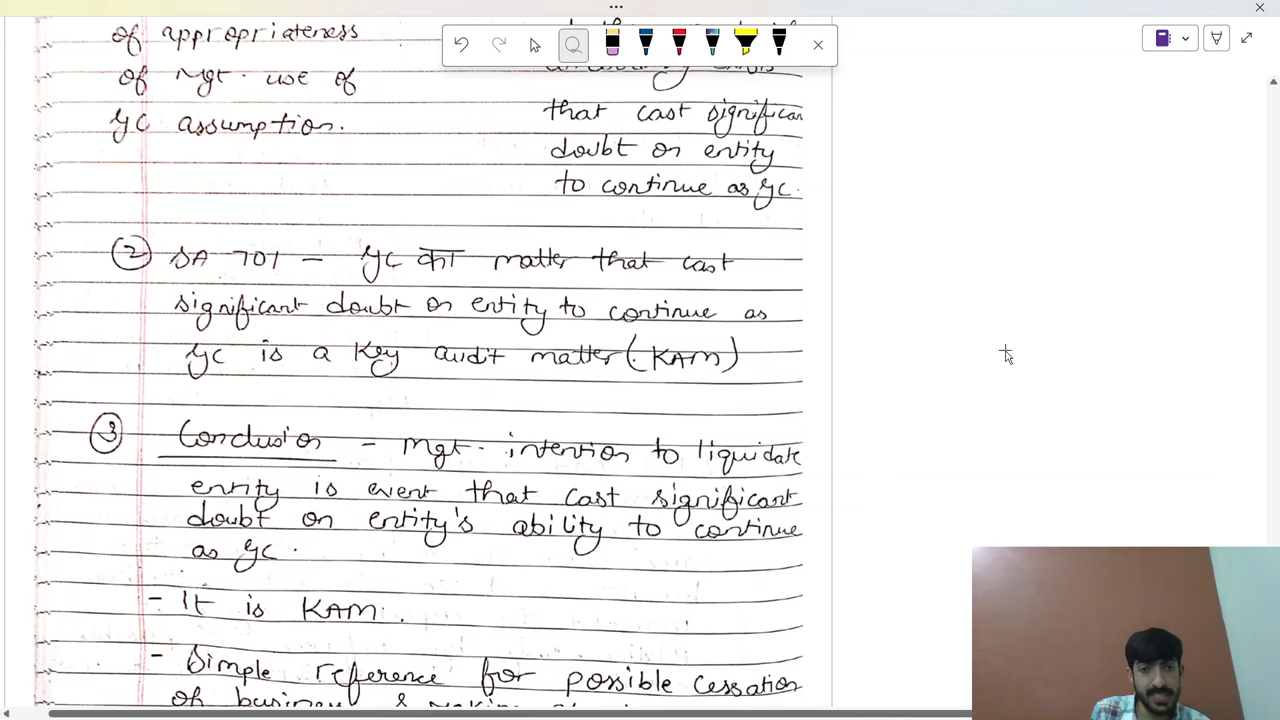 of appropriateness
of Mgt. use of
GC assumption.
that cast significan
doubt on entity
to continue as GC.
② SA 701 = GC का matter that cast
significant doubt on entity to continue as
GC is a Key audit matter (KAM)
③ Conclusion - Mgt. intention to liquidate
entity is event that cast significant
doubt on entity's ability to continue
as GC.
- It is KAM.
- Simple reference for possible cessation
of business &